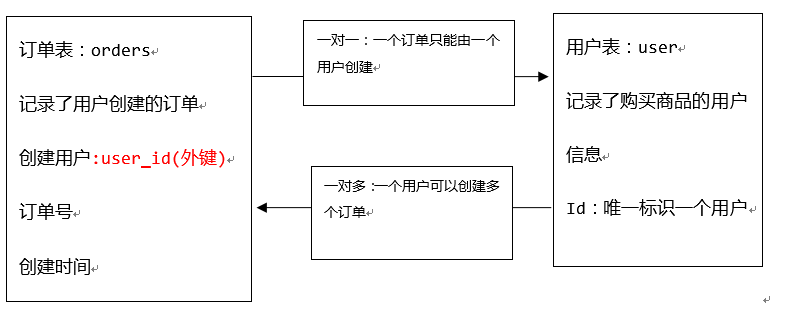 订单表：orders
记录了用户创建的订单
创建用户:user_id(外键)
订单号
创建时间
一对一：一个订单只能由一个
用户创建
一对多：一个用户可以创建多
个订单
用户表：user
记录了购买商品的用户
信息
Id：唯一标识一个用户